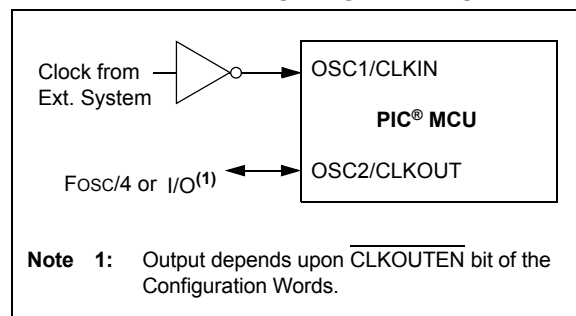 Clock from
Ext. System
OSC1/CLKIN
PIC® MCU
FOSC/4 or I/O(1)
OSC2/CLKOUT
Note 1: Output depends upon CLKOUTEN bit of the
Configuration Words.